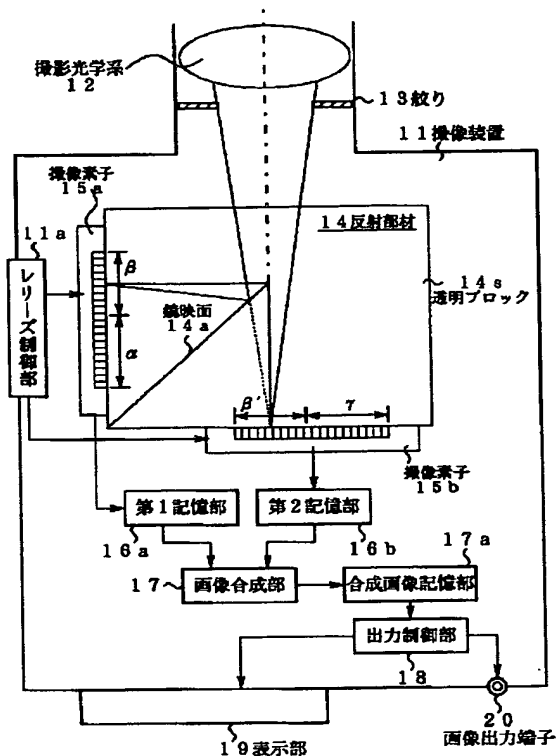 撮影光学系
12
13絞り
11撮像装置
撮像素子
15a
11a
14反射部材
レリーズ制御部
β
鏡映面
14a
14s
透明ブロック
α
β'
γ
撮像素子
15b
第1記憶部
第2記憶部
16a
16b
17a
17
画像合成部
合成画像記憶部
出力制御部
18
20
画像出力端子
19表示部